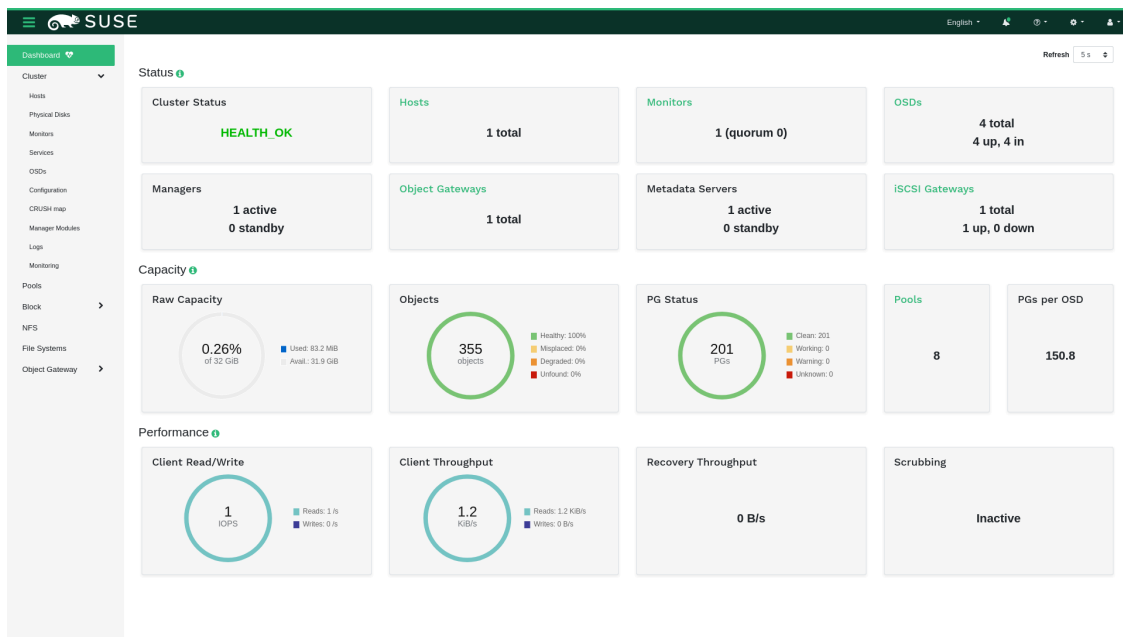 SUSE
English
Dashboard
Cluster
Hosts
Physical Disks
Monitors
Services
OSDs
Configuration
CRUSH map
Manager Modules
Logs
Monitoring
Pools
Block
NFS
File Systems
Object Gateway
Refresh 5 s
Status
Cluster Status
HEALTH_OK
Hosts
1 total
Monitors
1 (quorum 0)
OSDs
4 total
4 up, 4 in
Managers
1 active
0 standby
Object Gateways
1 total
Metadata Servers
1 active
0 standby
iSCSI Gateways
1 total
1 up, 0 down
Capacity
Raw Capacity
0.26%
of 32 GiB
Used: 83.2 MiB
Avail.: 31.9 GiB
Objects
355
objects
Healthy: 100%
Misplaced: 0%
Degraded: 0%
Unfound: 0%
PG Status
201
PGs
Clean: 201
Working: 0
Warning: 0
Unknown: 0
Pools
8
PGs per OSD
150.8
Performance
Client Read/Write
1
IOPS
Reads: 1 /s
Writes: 0 /s
Client Throughput
1.2
KiB/s
Reads: 1.2 KiB/s
Writes: 0 B/s
Recovery Throughput
0 B/s
Scrubbing
Inactive